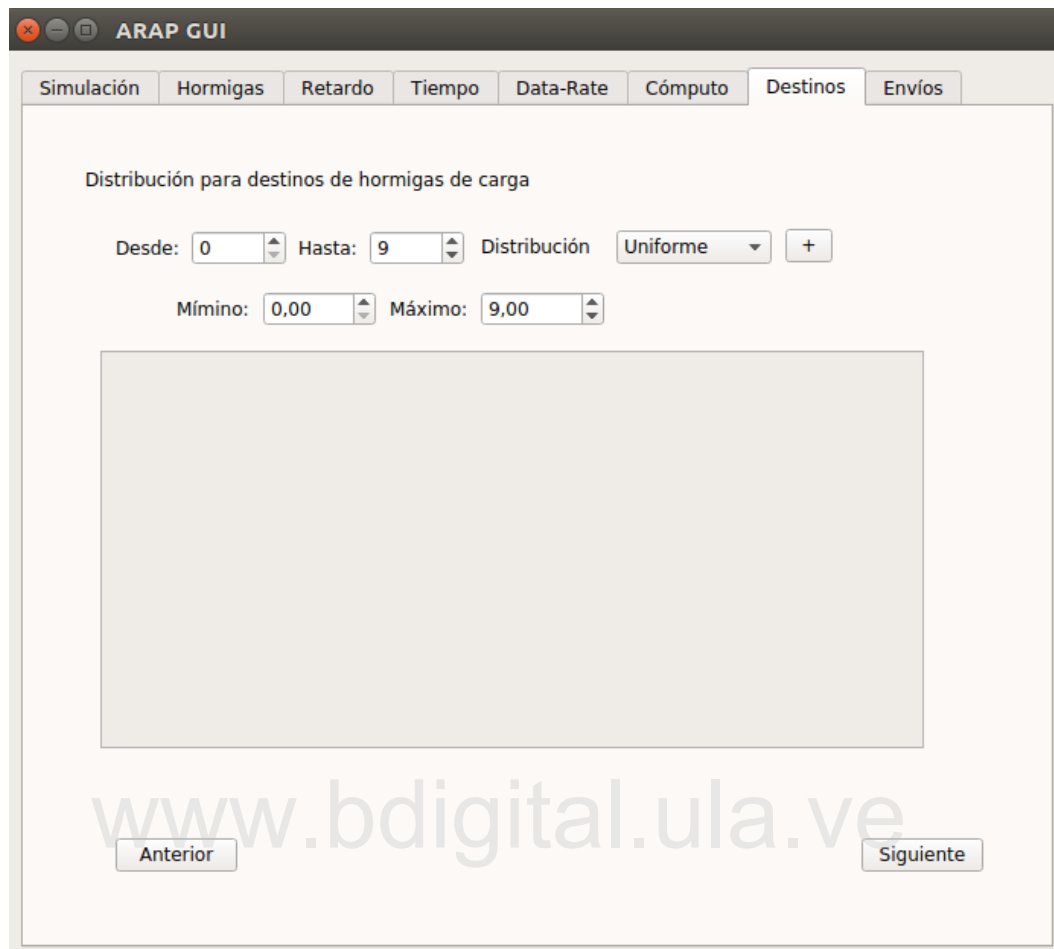 ARAP GUI
Simulación Hormigas Retardo Tiempo Data-Rate Cómputo Destinos Envíos
Distribución para destinos de hormigas de carga
Desde: 0 Hasta: 9 Distribución Uniforme +
Mímino: 0,00 Máximo: 9,00
www.bdigital.ula.ve
Anterior Siguiente